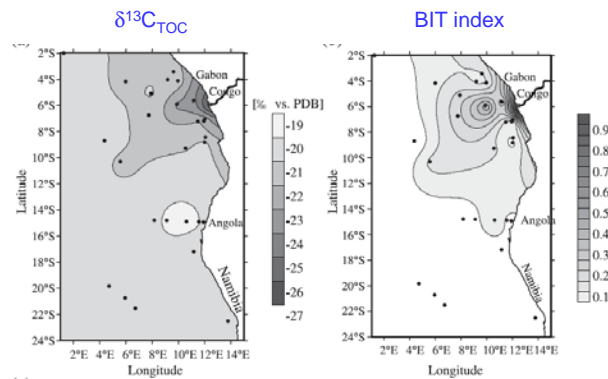 δ¹³C_TOC
BIT index
2°S
4°S
6°S
8°S
10°S
12°S
14°S
16°S
18°S
20°S
22°S
24°S
Latitude
Gabon
Congo
Angola
Namibia
2°E 4°E 6°E 8°E 10°E 12°E 14°E
Longitude
[‰ vs. PDB]
-19
-20
-21
-22
-23
-24
-25
-26
-27
2°S
4°S
6°S
8°S
10°S
12°S
14°S
16°S
18°S
20°S
22°S
24°S
Latitude
Gabon
Congo
Angola
Namibia
2°E 4°E 6°E 8°E 10°E 12°E 14°E
Longitude
0.9
0.8
0.7
0.6
0.5
0.4
0.3
0.2
0.1